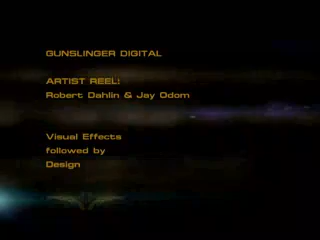 GUNSLINGER DIGITAL
ARTIST REEL:
Robert Dahlin & Jay Odom
Visual Effects
followed by
Design